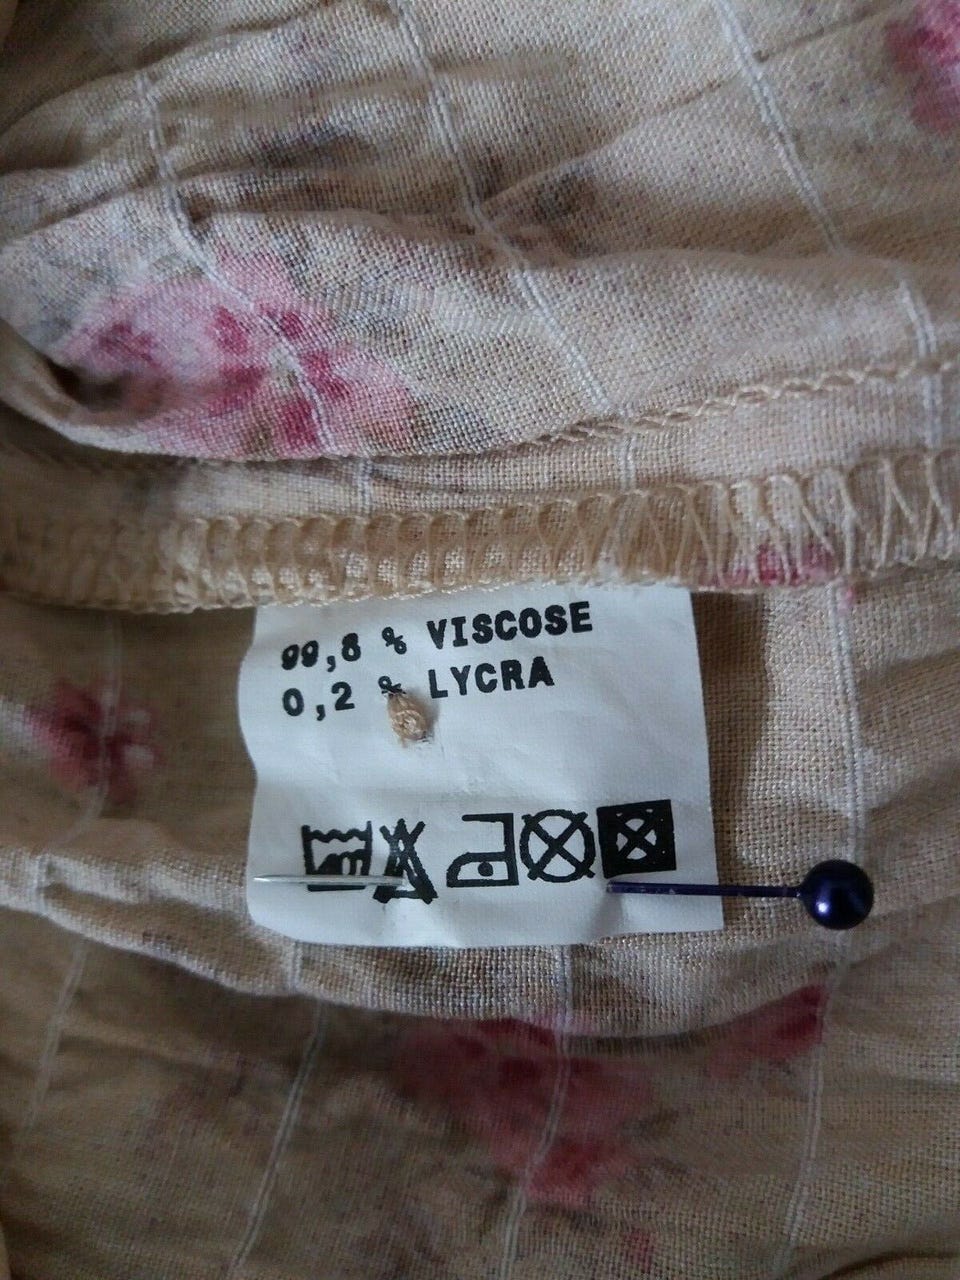 99,8 % VISCOSE
0,2 % LYCRA